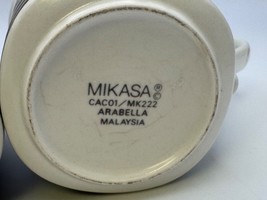 MIKASA ® ©
CAC01/MK222
ARABELLA
MALAYSIA